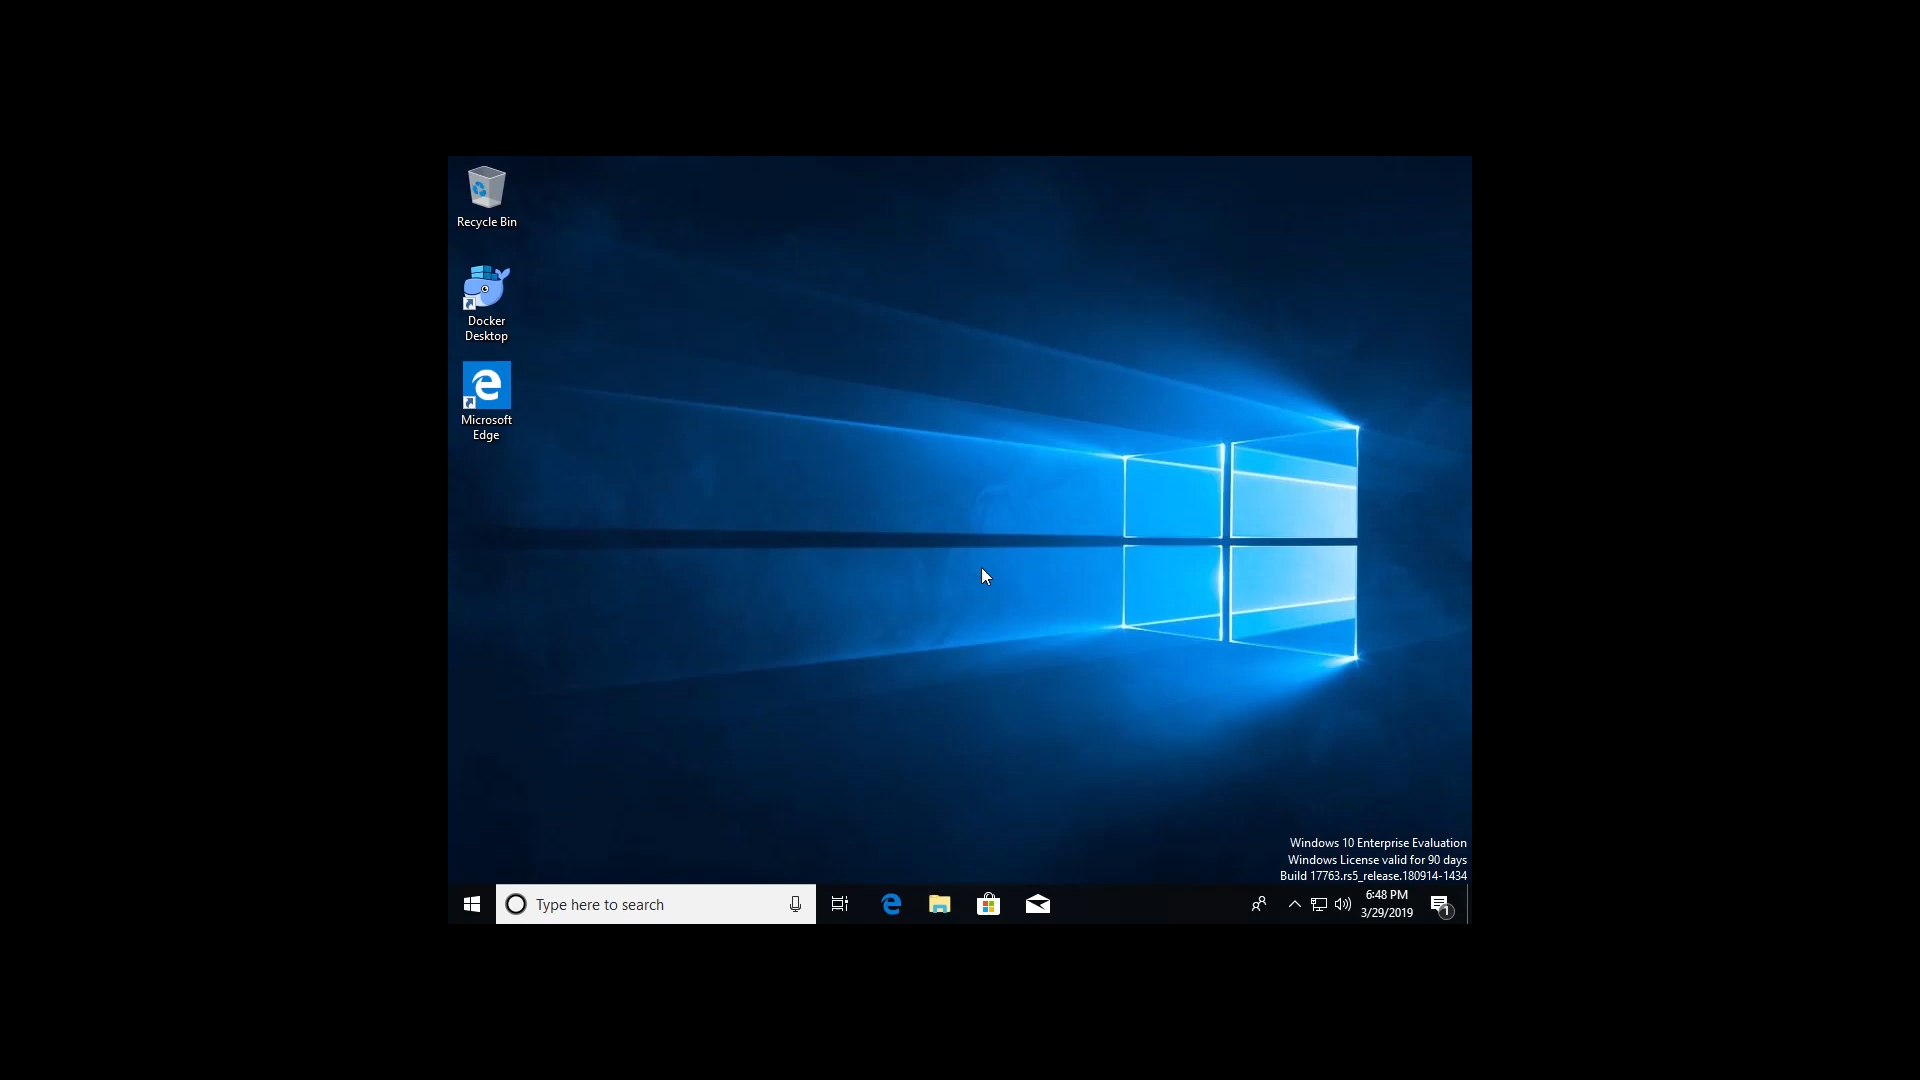 Recycle Bin
Docker
Desktop
Microsoft
Edge
Windows 10 Enterprise Evaluation
Windows License valid for 90 days
Build 17763.rs5_release.180914-1434
Type here to search
6:48 PM
3/29/2019
1